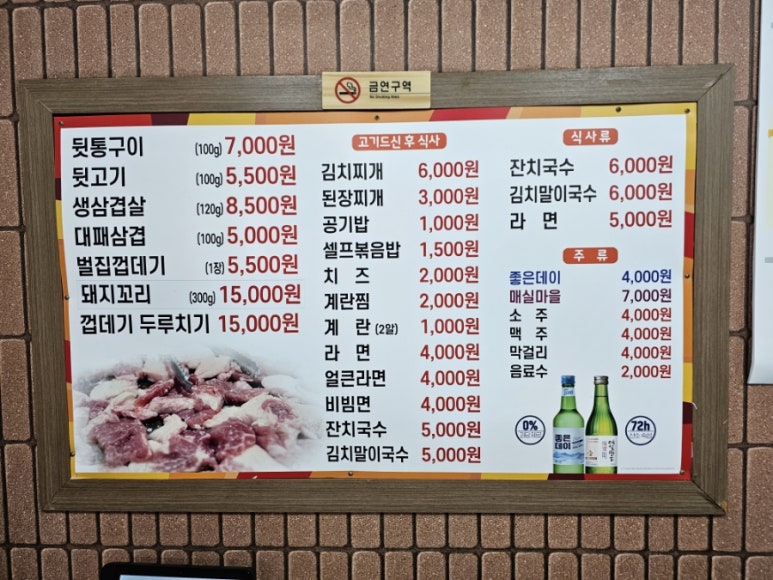 금연구역
No Smoking Area
뒷통구이 (100g) 7,000원
뒷고기 (100g) 5,500원
생삼겹살 (120g) 8,500원
대패삼겹 (100g) 5,000원
벌집껍데기 (1장) 5,500원
돼지꼬리 (300g) 15,000원
껍데기 두루치기 15,000원
고기드신 후 식사
김치찌개 6,000원
된장찌개 3,000원
공기밥 1,000원
셀프볶음밥 1,500원
치 즈 2,000원
계란찜 2,000원
계 란 (2알) 1,000원
라 면 4,000원
얼큰라면 4,000원
비빔면 4,000원
잔치국수 5,000원
김치말이국수 5,000원
식 사 류
잔치국수 6,000원
김치말이국수 6,000원
라 면 5,000원
주 류
좋은데이 4,000원
매실마을 7,000원
소 주 4,000원
맥 주 4,000원
막걸리 4,000원
음료수 2,000원
0%
좋은데이
72h